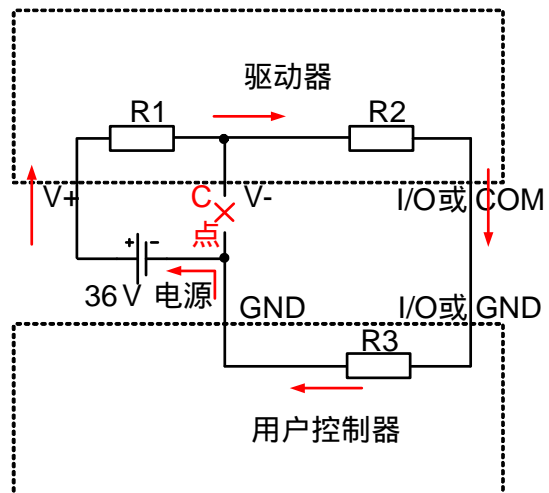 驱动器
R1
R2
V+
C
点
V-
I/O或 COM
+
-
36V 电源
GND
I/O或 GND
R3
用户控制器